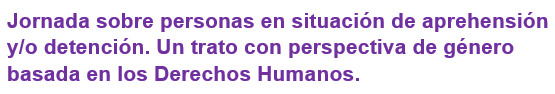 Jornada sobre personas en situación de aprehensión
y/o detención. Un trato con perspectiva de género
basada en los Derechos Humanos.